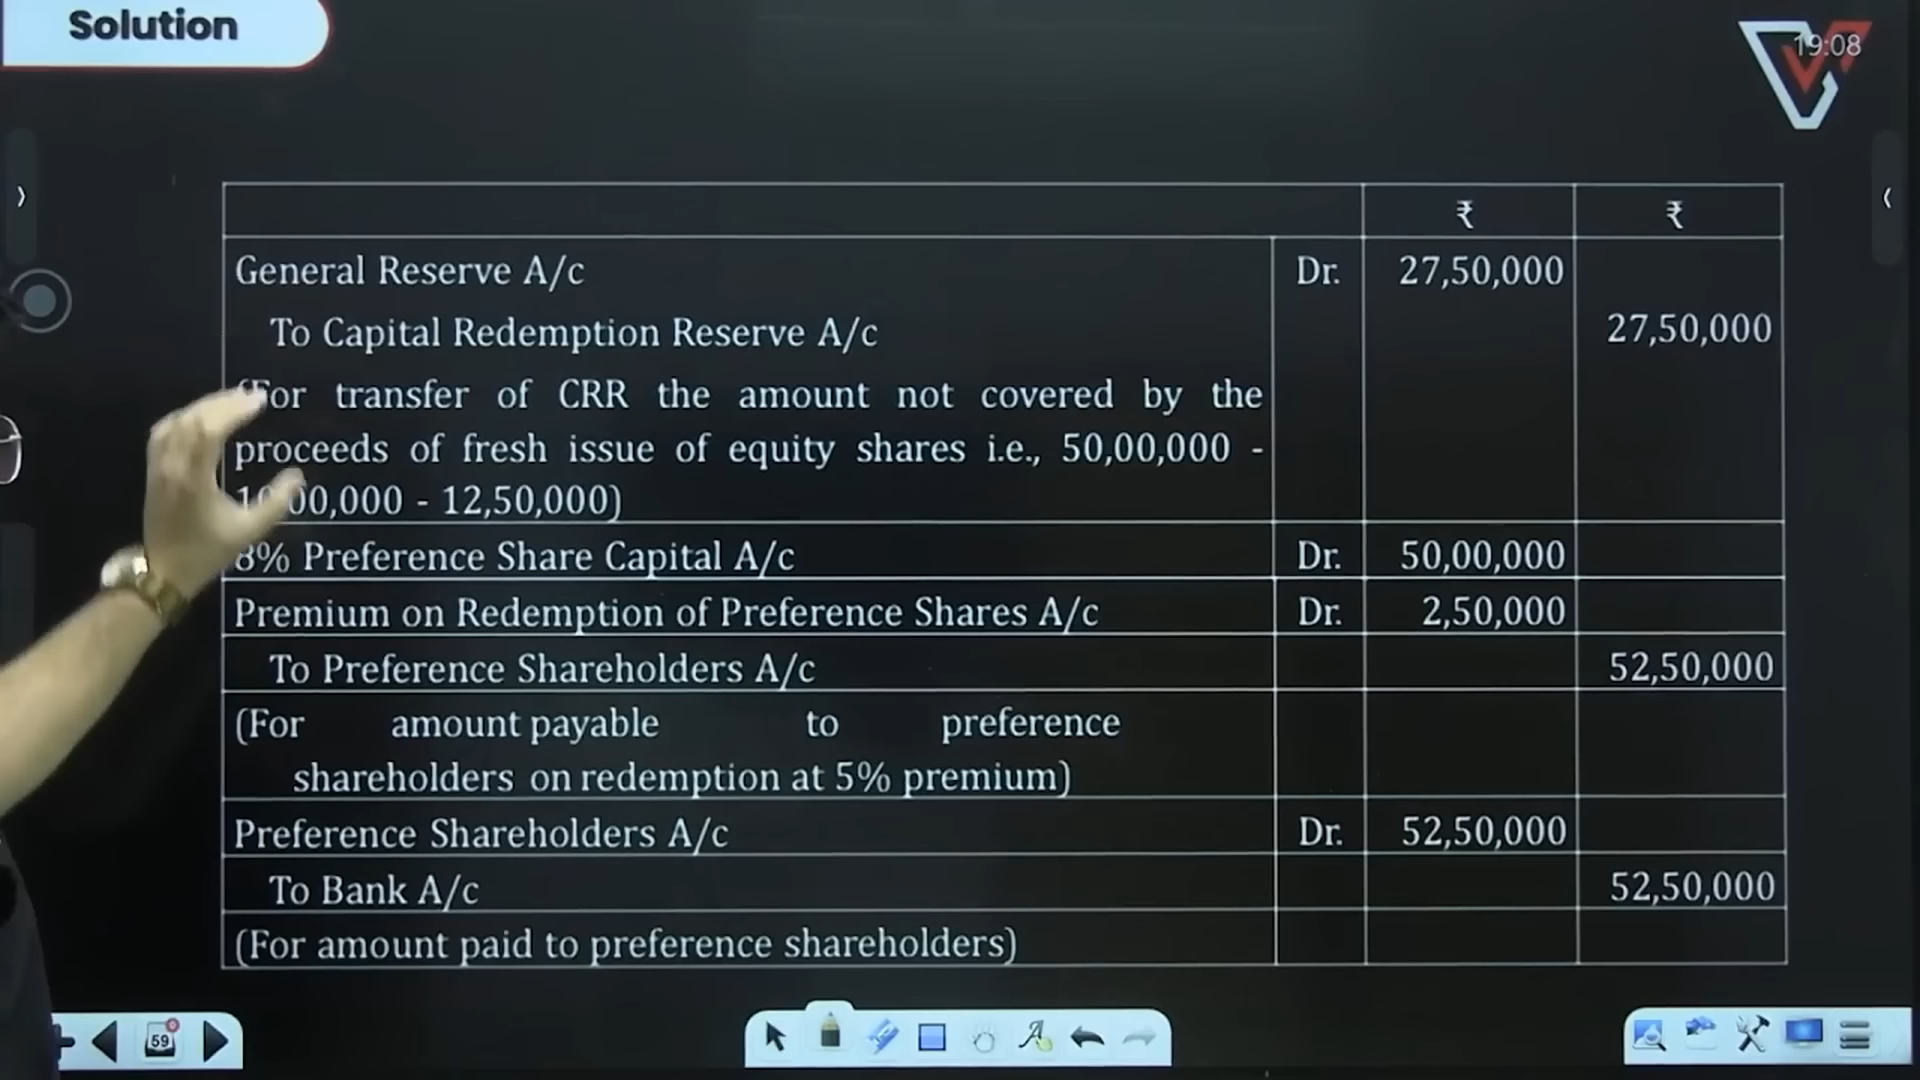 Solution
19:08
₹ ₹
General Reserve A/c Dr. 27,50,000
To Capital Redemption Reserve A/c 27,50,000
(For transfer of CRR the amount not covered by the
proceeds of fresh issue of equity shares i.e., 50,00,000 -
10,00,000 - 12,50,000)
8% Preference Share Capital A/c Dr. 50,00,000
Premium on Redemption of Preference Shares A/c Dr. 2,50,000
To Preference Shareholders A/c 52,50,000
(For amount payable to preference
shareholders on redemption at 5% premium)
Preference Shareholders A/c Dr. 52,50,000
To Bank A/c 52,50,000
(For amount paid to preference shareholders)
59